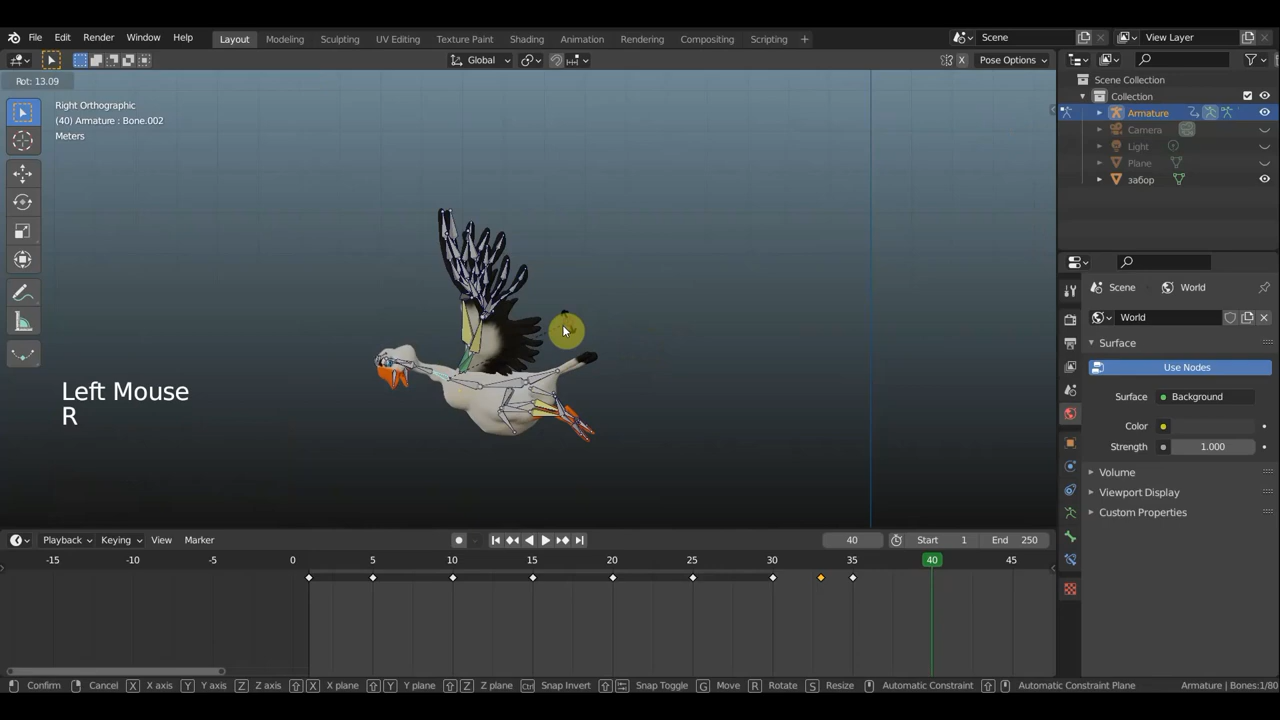 File Edit Render Window Help Layout Modeling Sculpting UV Editing Texture Paint Shading Animation Rendering Compositing Scripting + Scene View Layer
Global X Pose Options
Rot: 13.09
Right Orthographic
(40) Armature : Bone.002
Meters
Scene Collection
Collection
Armature
Camera
Light
Plane
забор
Scene World
World
Surface
Use Nodes
Surface: Background
Color
Strength: 1.000
Volume
Viewport Display
Custom Properties
Left Mouse
R
Playback Keying View Marker 40 Start 1 End 250
-15 -10 -5 0 5 10 15 20 25 30 35 40 45
Confirm Cancel X X axis Y Y axis Z Z axis X X plane Y Y plane Z Z plane Ctrl Snap Invert Snap Toggle G Move R Rotate S Resize Automatic Constraint Automatic Constraint Plane Armature | Bones:1/80